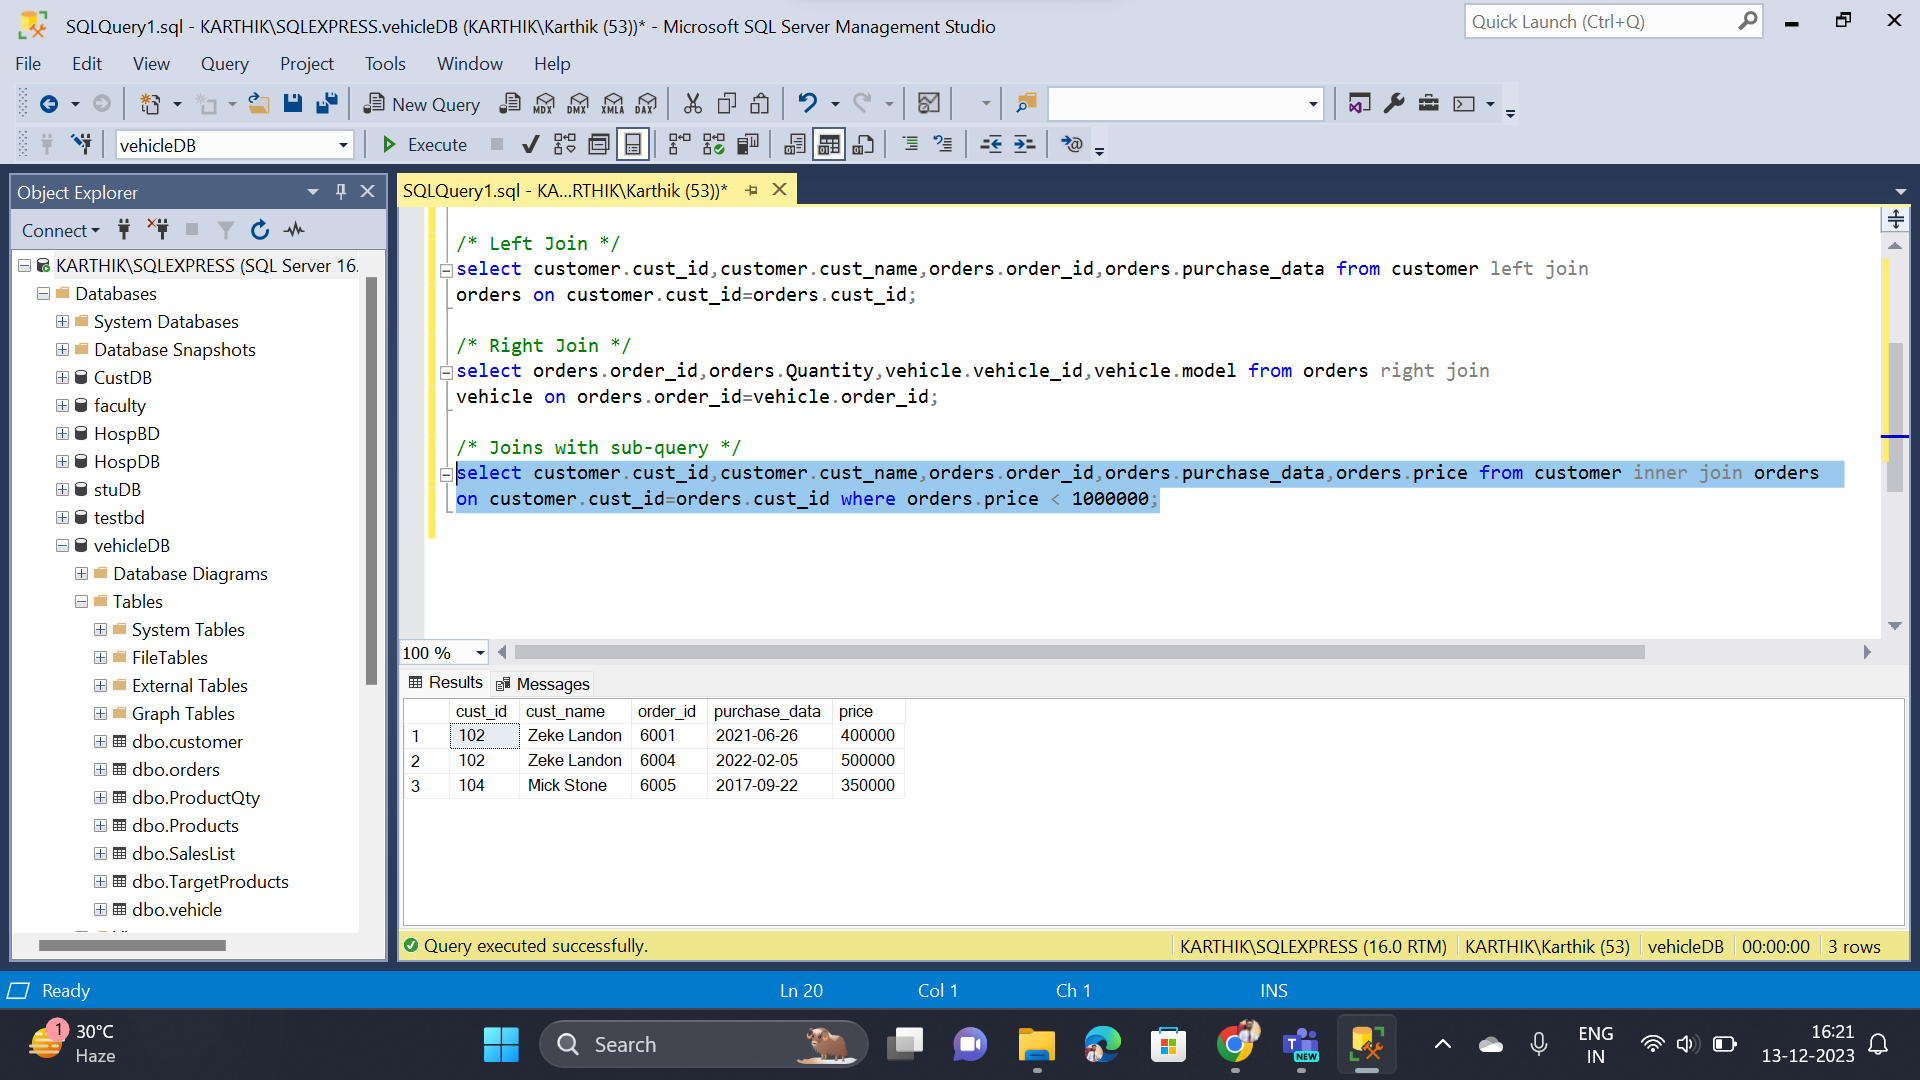 SQLQuery1.sql - KARTHIK\SQLEXPRESS.vehicleDB (KARTHIK\Karthik (53))* - Microsoft SQL Server Management Studio
Quick Launch (Ctrl+Q)
File Edit View Query Project Tools Window Help
New Query
MDX DMX XMLA DAX
vehicleDB
Execute
Object Explorer
Connect
KARTHIK\SQLEXPRESS (SQL Server 16.
Databases
System Databases
Database Snapshots
CustDB
faculty
HospBD
HospDB
stuDB
testbd
vehicleDB
Database Diagrams
Tables
System Tables
FileTables
External Tables
Graph Tables
dbo.customer
dbo.orders
dbo.ProductQty
dbo.Products
dbo.SalesList
dbo.TargetProducts
dbo.vehicle
SQLQuery1.sql - KA...RTHIK\Karthik (53))*
/* Left Join */
select customer.cust_id,customer.cust_name,orders.order_id,orders.purchase_data from customer left join
orders on customer.cust_id=orders.cust_id;
/* Right Join */
select orders.order_id,orders.Quantity,vehicle.vehicle_id,vehicle.model from orders right join
vehicle on orders.order_id=vehicle.order_id;
/* Joins with sub-query */
select customer.cust_id,customer.cust_name,orders.order_id,orders.purchase_data,orders.price from customer inner join orders
on customer.cust_id=orders.cust_id where orders.price < 1000000;
100 %
Results Messages
cust_id cust_name order_id purchase_data price
1 102 Zeke Landon 6001 2021-06-26 400000
2 102 Zeke Landon 6004 2022-02-05 500000
3 104 Mick Stone 6005 2017-09-22 350000
Query executed successfully.
KARTHIK\SQLEXPRESS (16.0 RTM) KARTHIK\Karthik (53) vehicleDB 00:00:00 3 rows
Ready
Ln 20 Col 1 Ch 1 INS
1
30°C
Haze
Search
NEW
ENG
IN
16:21
13-12-2023